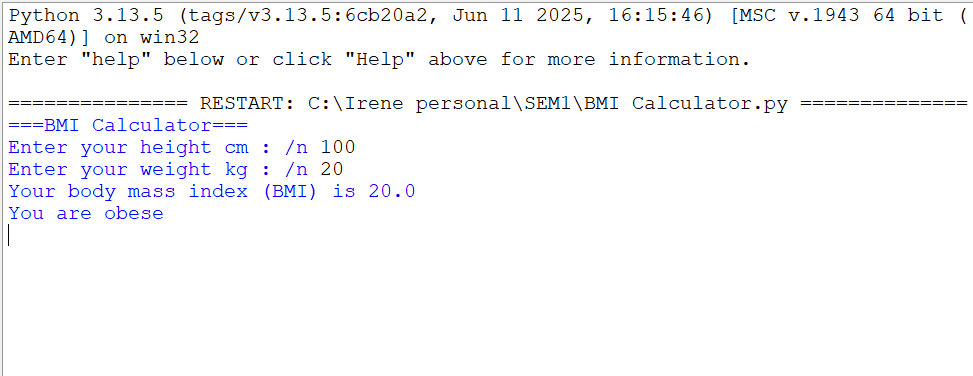 Python 3.13.5 (tags/v3.13.5:6cb20a2, Jun 11 2025, 16:15:46) [MSC v.1943 64 bit (
AMD64)] on win32
Enter "help" below or click "Help" above for more information.
=============== RESTART: C:\Irene personal\SEM1\BMI Calculator.py ==============
===BMI Calculator===
Enter your height cm : /n 100
Enter your weight kg : /n 20
Your body mass index (BMI) is 20.0
You are obese